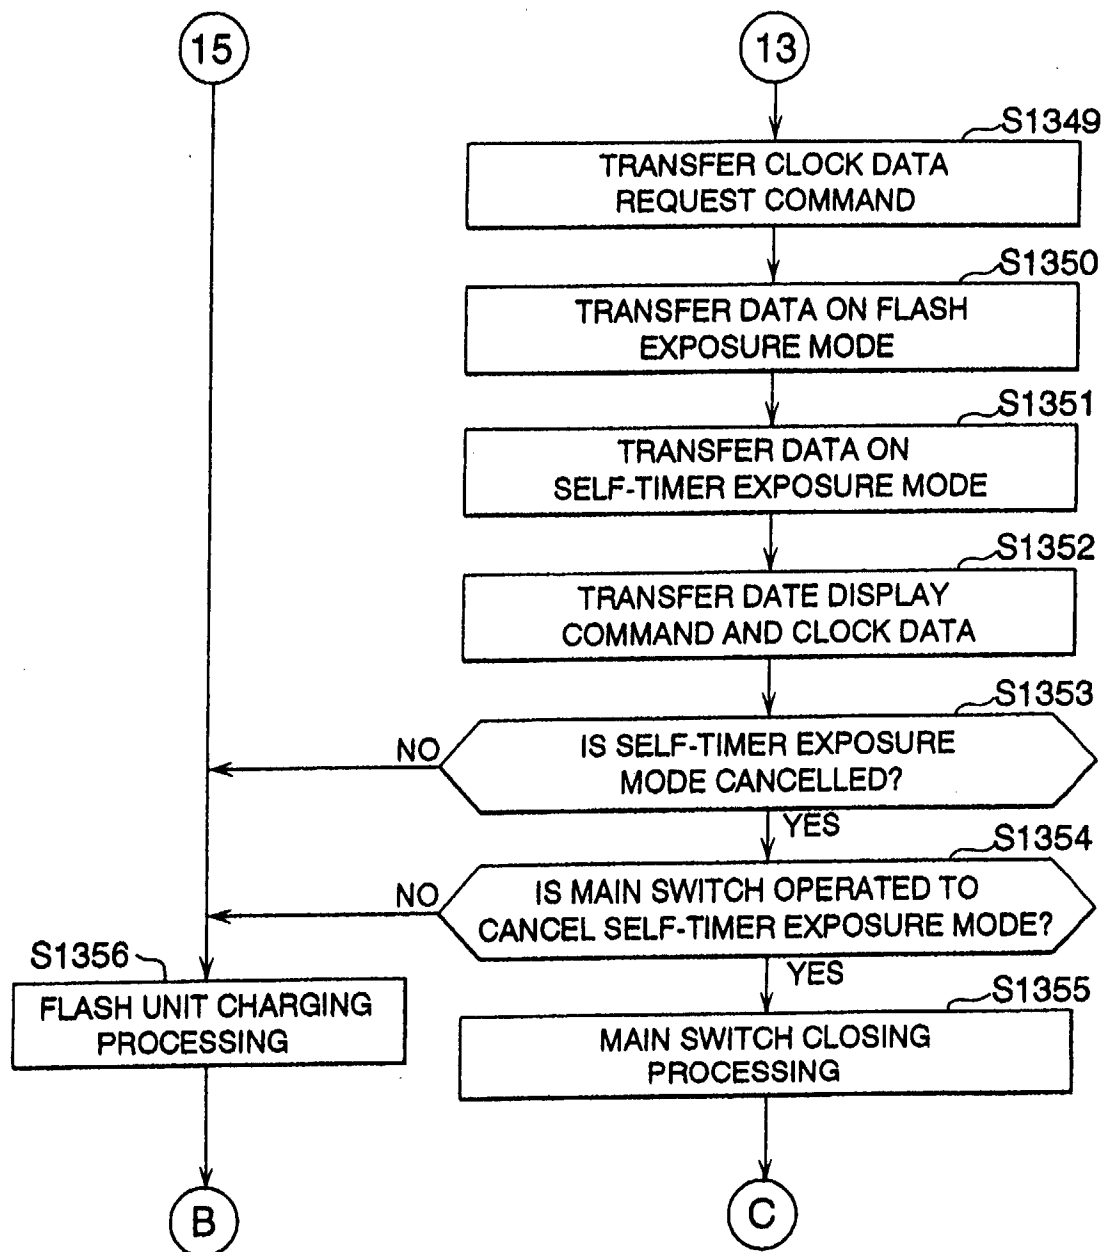 15
13
S1349
TRANSFER CLOCK DATA
REQUEST COMMAND
S1350
TRANSFER DATA ON FLASH
EXPOSURE MODE
S1351
TRANSFER DATA ON
SELF-TIMER EXPOSURE MODE
S1352
TRANSFER DATE DISPLAY
COMMAND AND CLOCK DATA
S1353
NO
IS SELF-TIMER EXPOSURE
MODE CANCELLED?
YES
S1354
NO
IS MAIN SWITCH OPERATED TO
CANCEL SELF-TIMER EXPOSURE MODE?
YES
S1356
FLASH UNIT CHARGING
PROCESSING
S1355
MAIN SWITCH CLOSING
PROCESSING
B
C